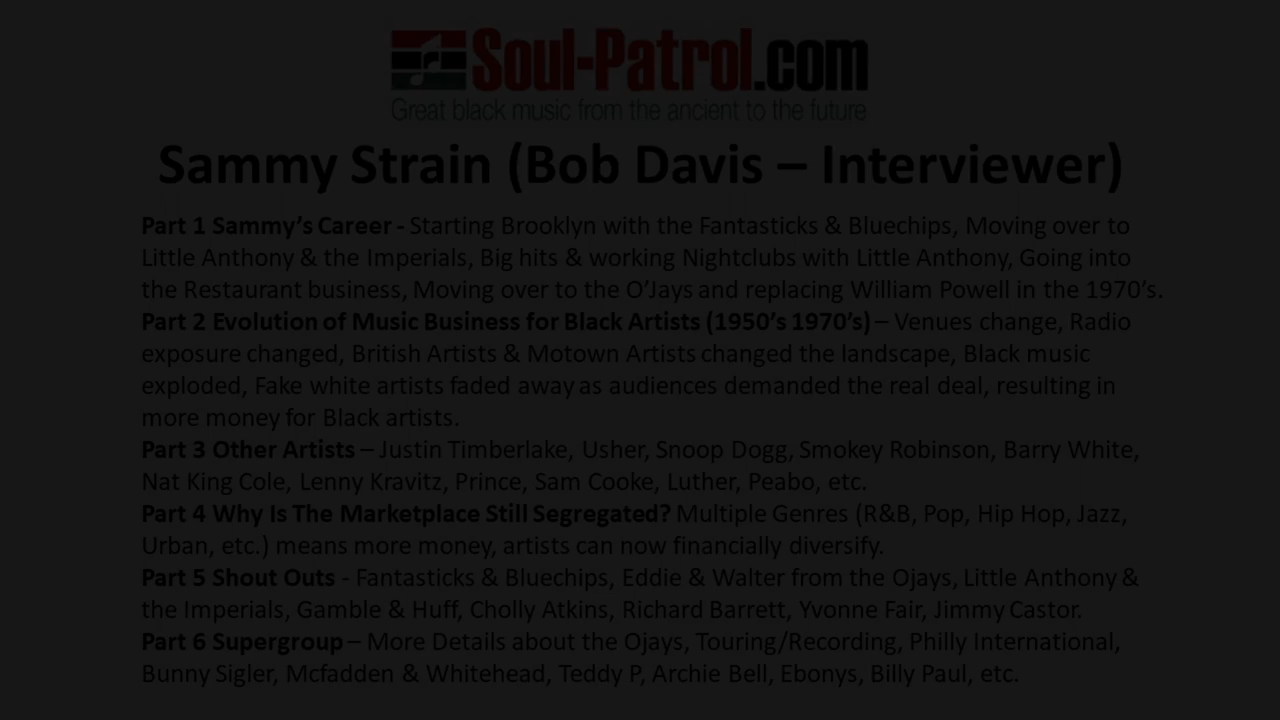 Soul-Patrol.com
Great black music from the ancient to the future
Sammy Strain (Bob Davis – Interviewer)
Part 1 Sammy's Career - Starting Brooklyn with the Fantasticks & Bluechips, Moving over to
Little Anthony & the Imperials, Big hits & working Nightclubs with Little Anthony, Going into
the Restaurant business, Moving over to the O'Jays and replacing William Powell in the 1970's.
Part 2 Evolution of Music Business for Black Artists (1950's 1970's) – Venues change, Radio
exposure changed, British Artists & Motown Artists changed the landscape, Black music
exploded, Fake white artists faded away as audiences demanded the real deal, resulting in
more money for Black artists.
Part 3 Other Artists – Justin Timberlake, Usher, Snoop Dogg, Smokey Robinson, Barry White,
Nat King Cole, Lenny Kravitz, Prince, Sam Cooke, Luther, Peabo, etc.
Part 4 Why Is The Marketplace Still Segregated? Multiple Genres (R&B, Pop, Hip Hop, Jazz,
Urban, etc.) means more money, artists can now financially diversify.
Part 5 Shout Outs - Fantasticks & Bluechips, Eddie & Walter from the Ojays, Little Anthony &
the Imperials, Gamble & Huff, Cholly Atkins, Richard Barrett, Yvonne Fair, Jimmy Castor.
Part 6 Supergroup – More Details about the Ojays, Touring/Recording, Philly International,
Bunny Sigler, Mcfadden & Whitehead, Teddy P, Archie Bell, Ebonys, Billy Paul, etc.